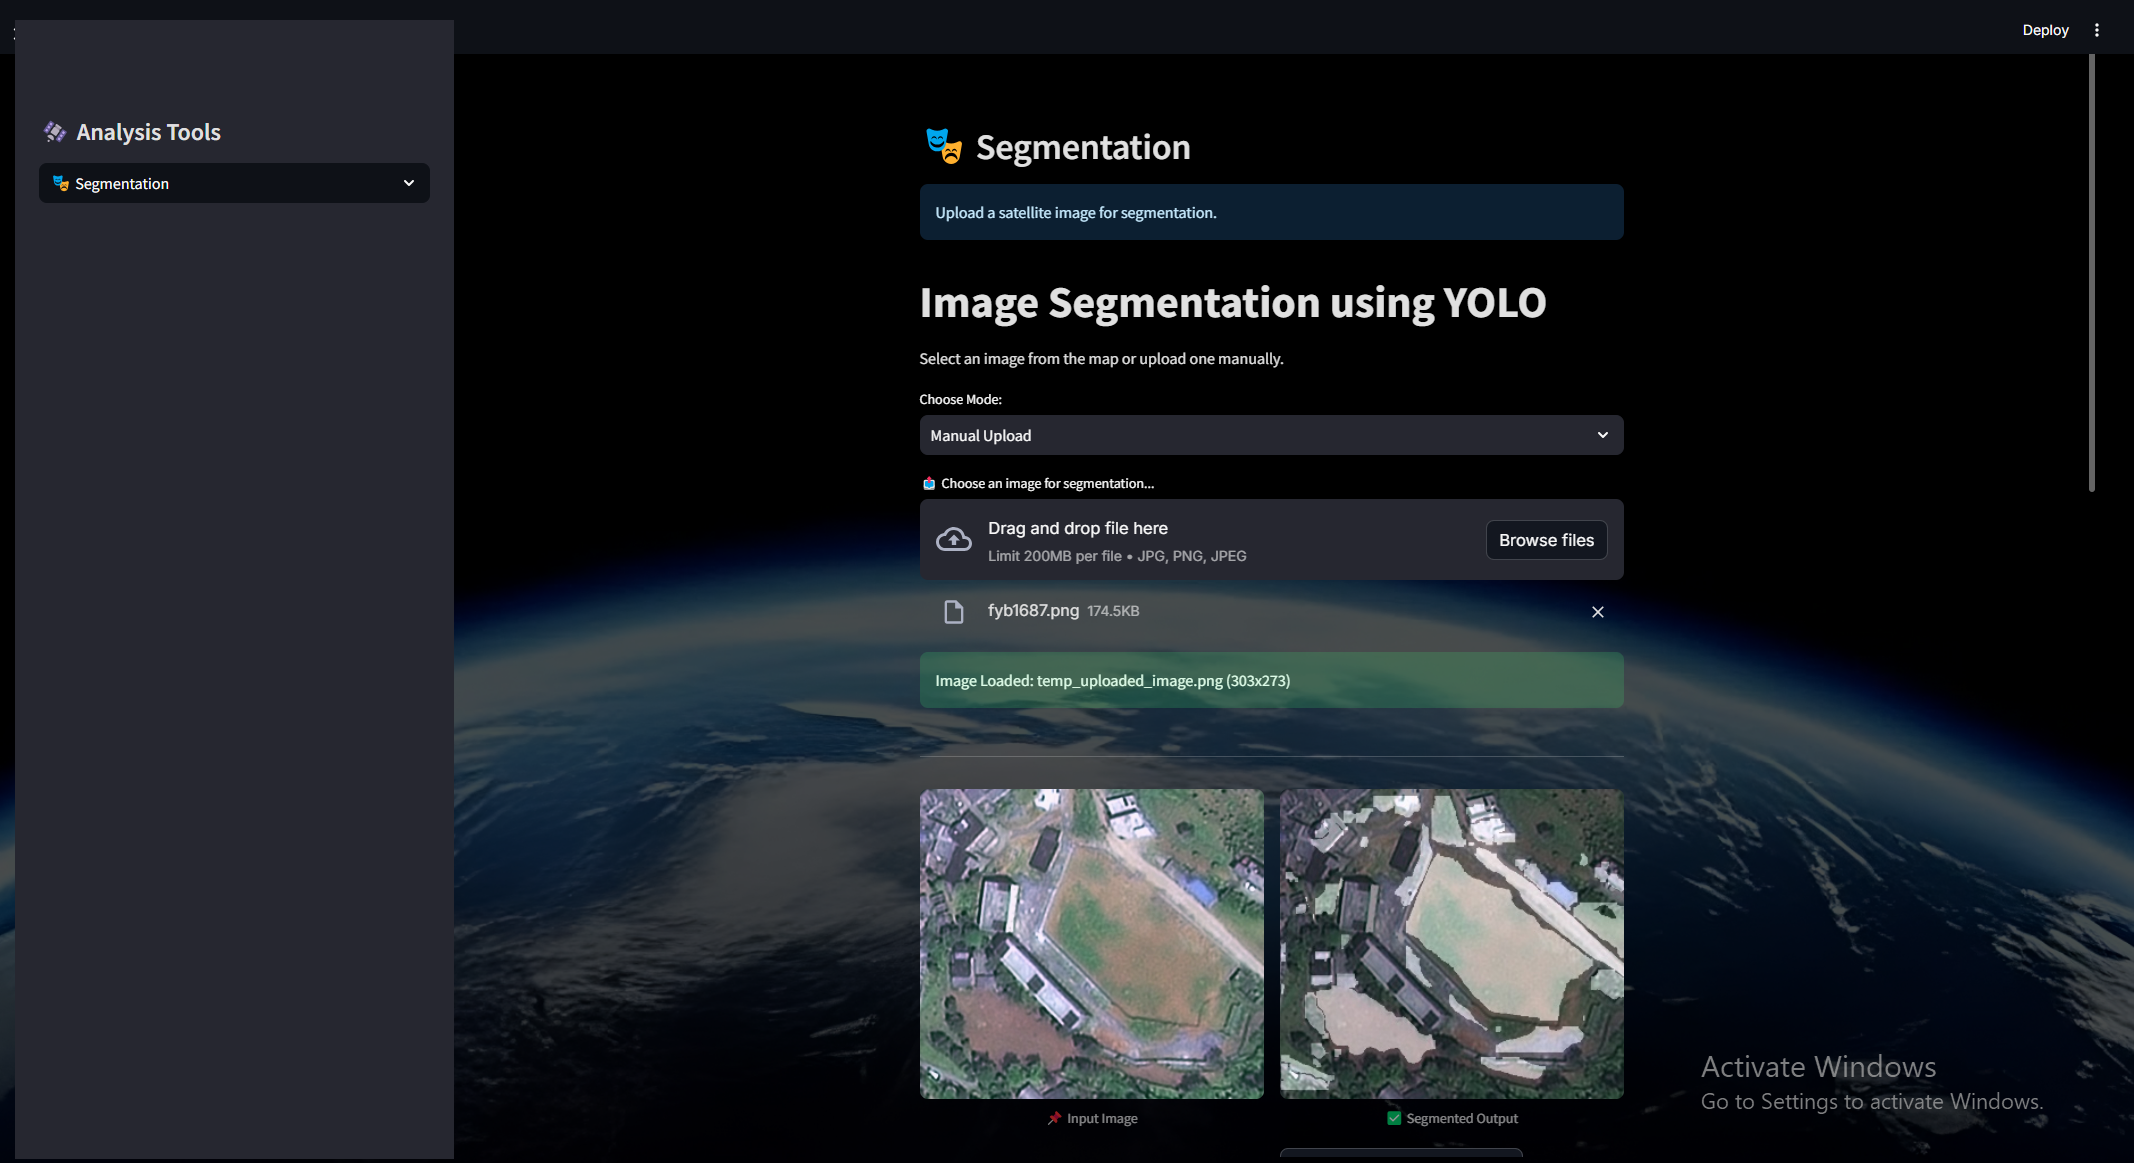 Deploy
Analysis Tools
Segmentation
Segmentation
Upload a satellite image for segmentation.
Image Segmentation using YOLO
Select an image from the map or upload one manually.
Choose Mode:
Manual Upload
Choose an image for segmentation...
Drag and drop file here
Limit 200MB per file • JPG, PNG, JPEG
Browse files
fyb1687.png 174.5KB
Image Loaded: temp_uploaded_image.png (303x273)
Input Image
Segmented Output
Activate Windows
Go to Settings to activate Windows.